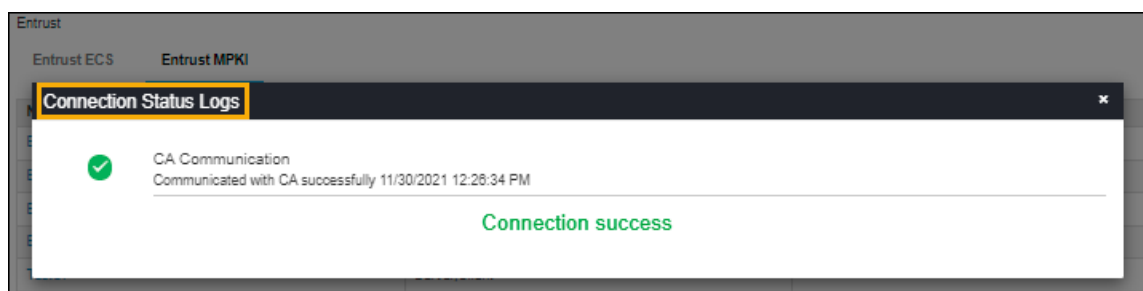 Entrust
Entrust ECS Entrust MPKI
Connection Status Logs ×
CA Communication
Communicated with CA successfully 11/30/2021 12:26:34 PM
Connection success